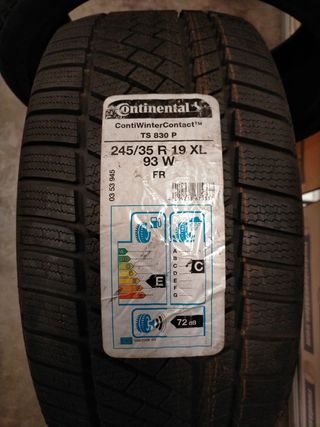 Continental
ContiWinterContact™
TS 830 P
245/35 R 19 XL
93 W
FR
03 53 945
A
B
C
D
E
F
G
E
C
72 dB